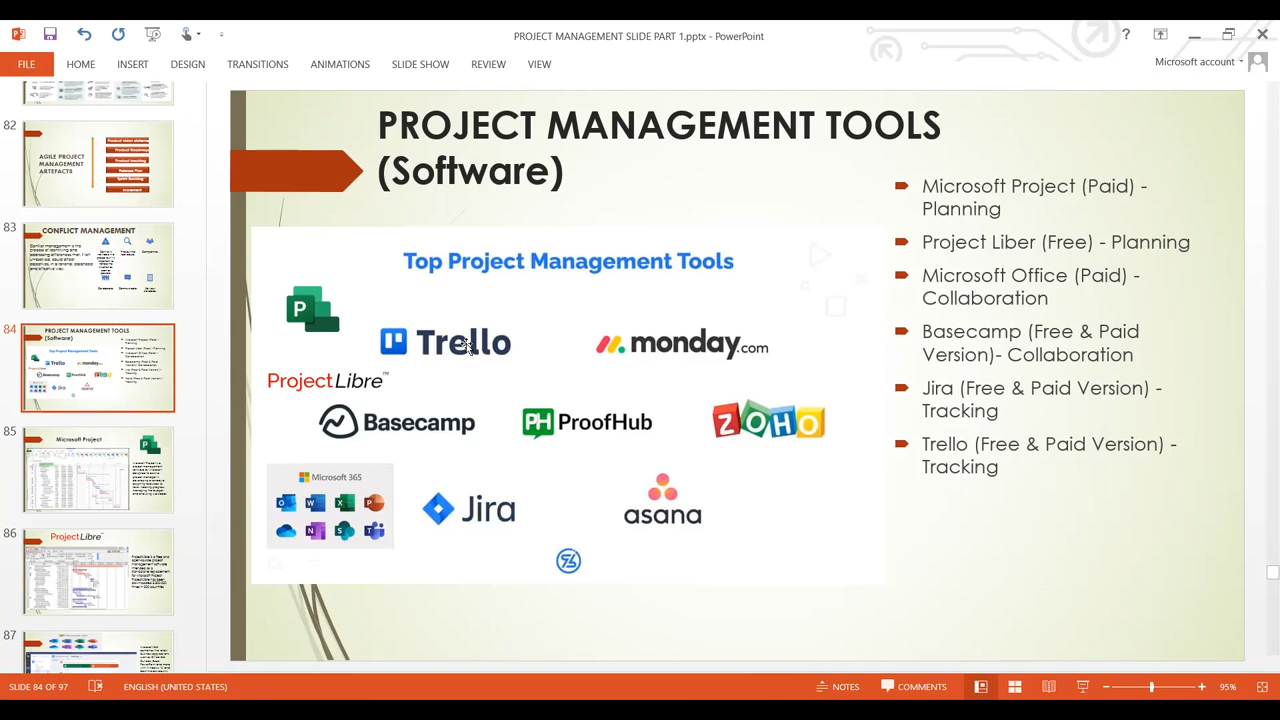 PROJECT MANAGEMENT SLIDE PART 1.pptx - PowerPoint
?
FILE
HOME
INSERT
DESIGN
TRANSITIONS
ANIMATIONS
SLIDE SHOW
REVIEW
VIEW
Microsoft account
82
AGILE PROJECT
MANAGEMENT
ARTEFACTS
83
CONFLICT MANAGEMENT
84
PROJECT MANAGEMENT TOOLS
(Software)
85
Microsoft Project
86
ProjectLibre
87
PROJECT MANAGEMENT TOOLS
(Software)
Top Project Management Tools
P
Trello
monday.com
ProjectLibre™
Basecamp
PH ProofHub
ZOHO
Microsoft 365
Jira
asana
Microsoft Project (Paid) -
Planning
Project Liber (Free) - Planning
Microsoft Office (Paid) -
Collaboration
Basecamp (Free & Paid
Version)- Collaboration
Jira (Free & Paid Version) -
Tracking
Trello (Free & Paid Version) -
Tracking
SLIDE 84 OF 97
ENGLISH (UNITED STATES)
NOTES
COMMENTS
95%